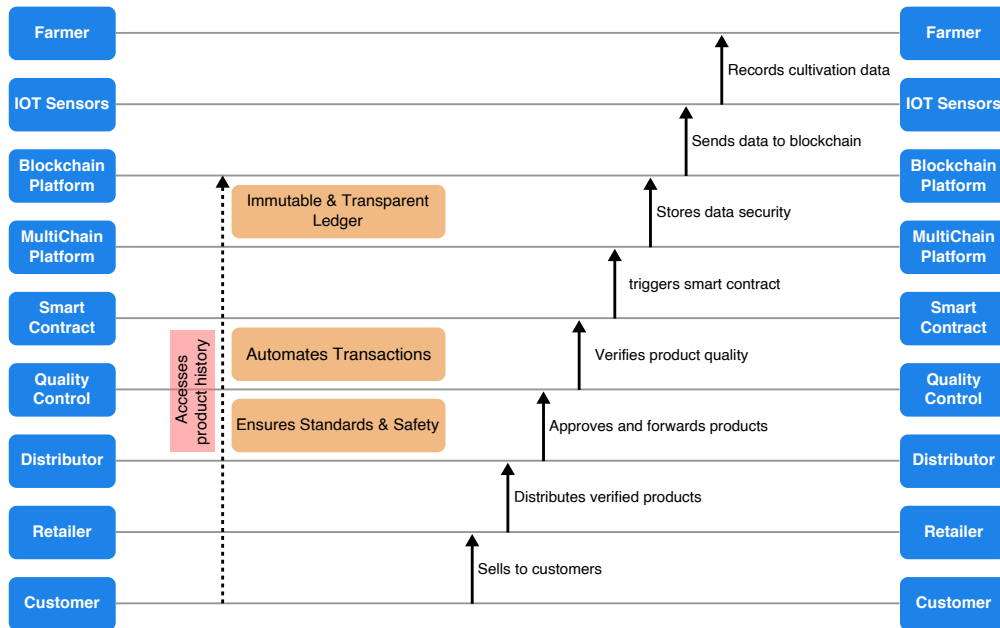 Farmer
Farmer
Records cultivation data
IOT Sensors
IOT Sensors
Sends data to blockchain
Blockchain
Platform
Blockchain
Platform
Immutable & Transparent
Ledger
Stores data security
MultiChain
Platform
MultiChain
Platform
triggers smart contract
Smart
Contract
Smart
Contract
Accesses
product history
Automates Transactions
Verifies product quality
Quality
Control
Quality
Control
Ensures Standards & Safety
Approves and forwards products
Distributor
Distributor
Distributes verified products
Retailer
Retailer
Sells to customers
Customer
Customer